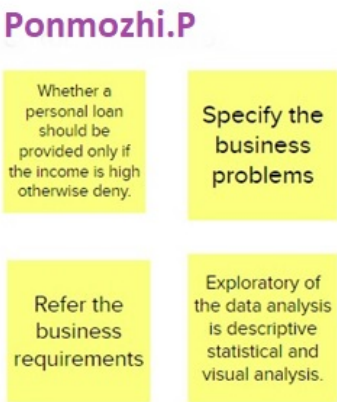 Ponmozhi.P
Whether a
personal loan
should be
provided only if
the income is high
otherwise deny.
Specify the
business
problems
Refer the
business
requirements
Exploratory of
the data analysis
is descriptive
statistical and
visual analysis.